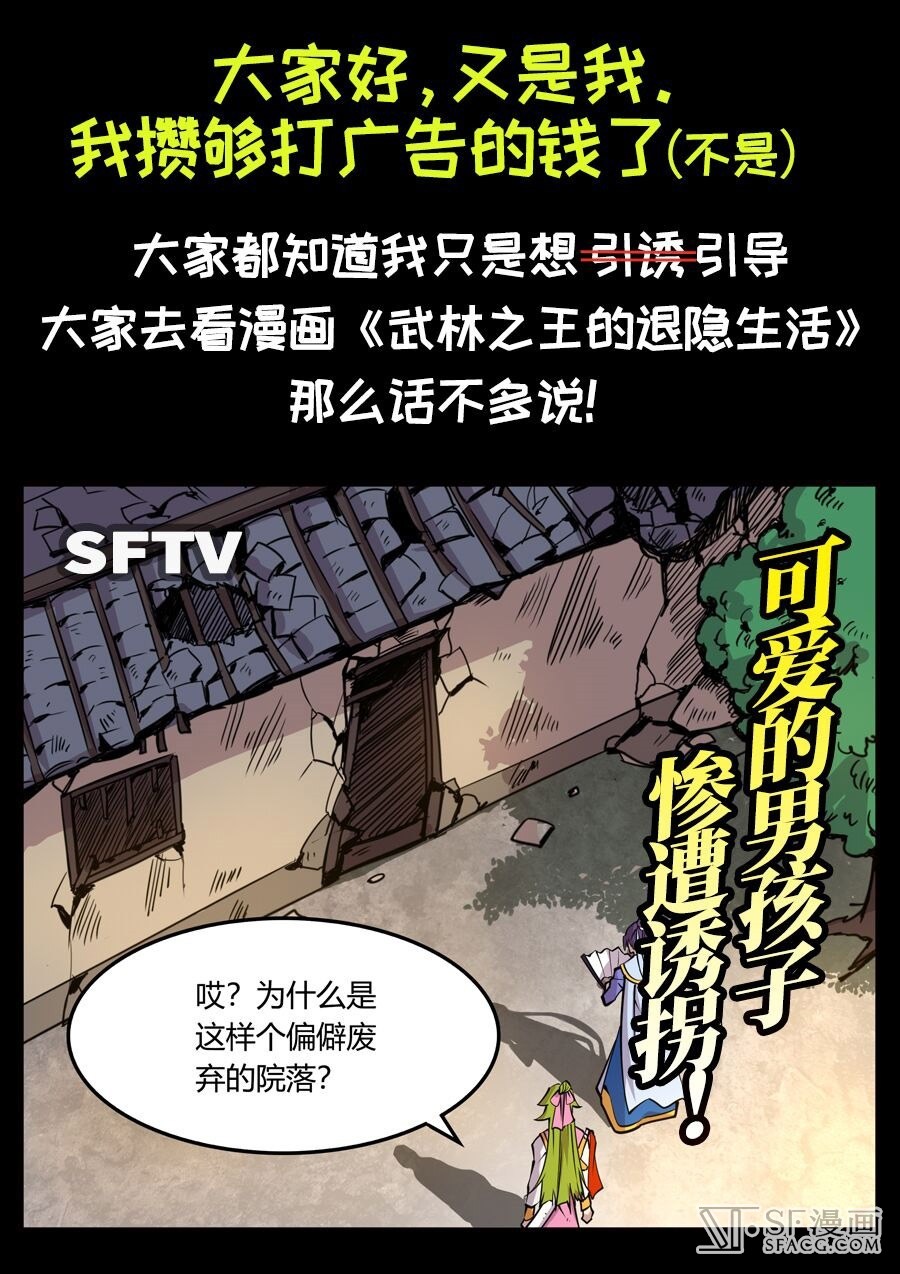 大家好,又是我.
我攒够打广告的钱了(不是)
大家都知道我只是想引诱引导
大家去看漫画《武林之王的退隐生活》
那么话不多说!
SFTV
可爱的男孩子
惨遭诱拐!
哎？为什么是
这样个偏僻废
弃的院落？
SF漫画
SFACG.COM